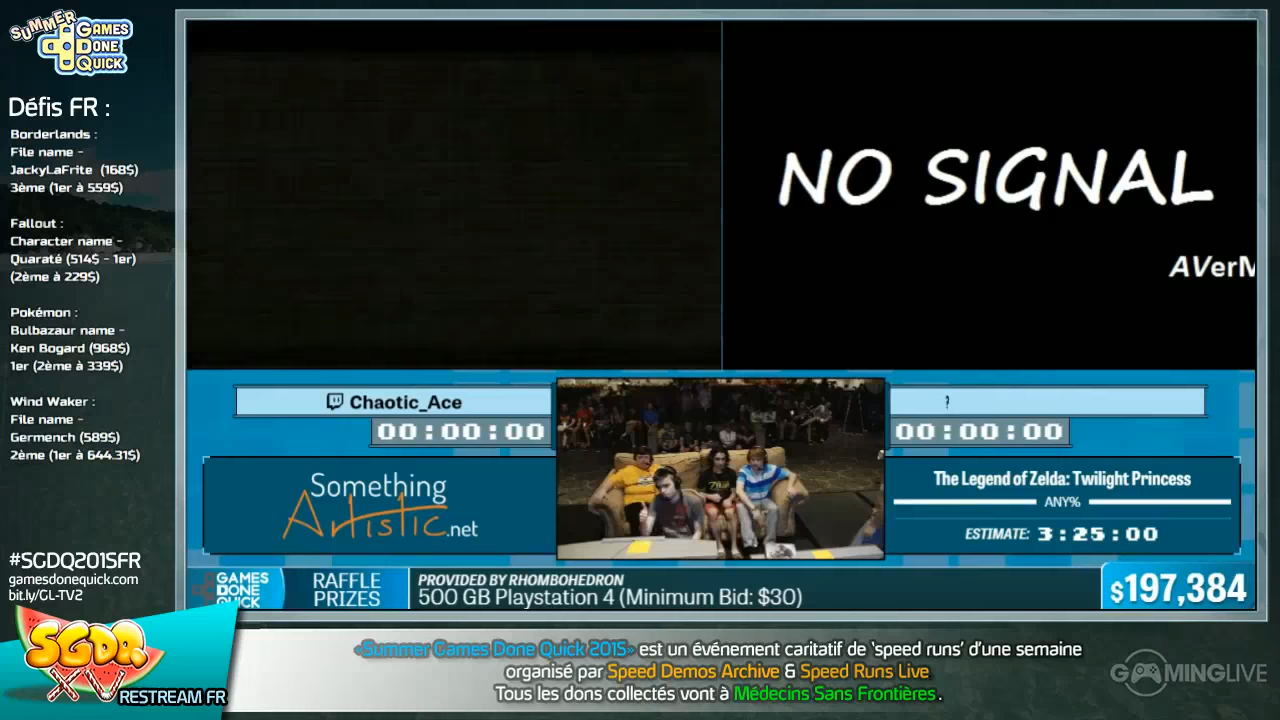 SUMMER
GAMES
DONE
QUICK
Défis FR :
Borderlands :
File name -
JackyLaFrite (168$)
3ème (1er à 559$)
Fallout :
Character name -
Quaraté (514$ - 1er)
(2ème à 229$)
Pokémon :
Bulbazaur name -
Ken Bogard (968$)
1er (2ème à 339$)
Wind Waker :
File name -
Germench (589$)
2ème (1er à 644.31$)
#SGDQ2015FR
gamesdonequick.com
bit.ly/GL-TV2
SGDQ
RESTREAM FR
NO SIGNAL
AVerM
Chaotic_Ace
?
00:00:00
00:00:00
Something
Artistic.net
The Legend of Zelda: Twilight Princess
ANY%
ESTIMATE: 3:25:00
GAMES
DONE
QUICK
RAFFLE
PRIZES
PROVIDED BY RHOMBOHEDRON
500 GB Playstation 4 (Minimum Bid: $30)
$197,384
«Summer Games Done Quick 2015» est un événement caritatif de 'speed runs' d'une semaine
organisé par Speed Demos Archive & Speed Runs Live
Tous les dons collectés vont à Médecins Sans Frontières.
GAMINGLIVE